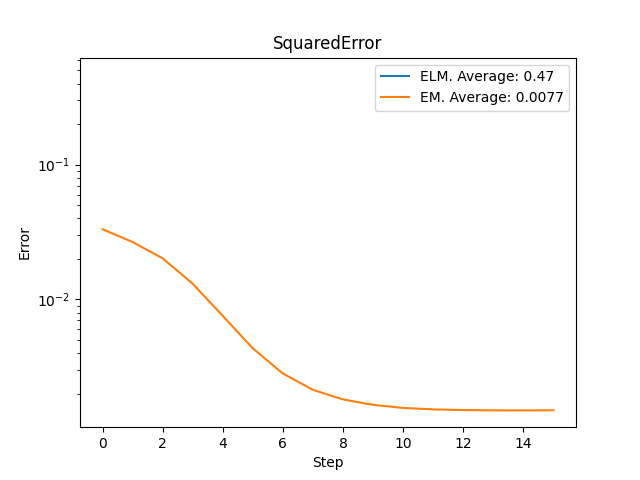 SquaredError
ELM. Average: 0.47
EM. Average: 0.0077
Error
10⁻¹
10⁻²
0 2 4 6 8 10 12 14
Step